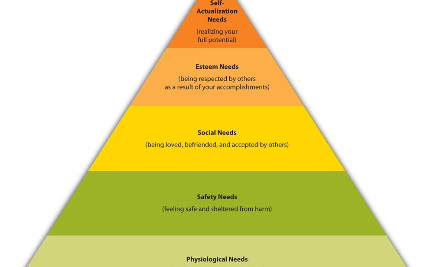 Self-
Actualization
Needs
(realizing your
full potential)
Esteem Needs
(being respected by others
as a result of your accomplishments)
Social Needs
(being loved, befriended, and accepted by others)
Safety Needs
(feeling safe and sheltered from harm)
Physiological Needs